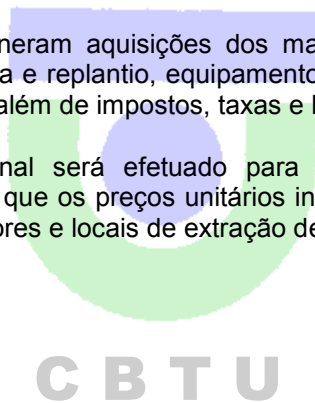 neram aquisições dos ma
a e replantio, equipamento
além de impostos, taxas e
nal será efetuado para
que os preços unitários in
ores e locais de extração de
C B T U